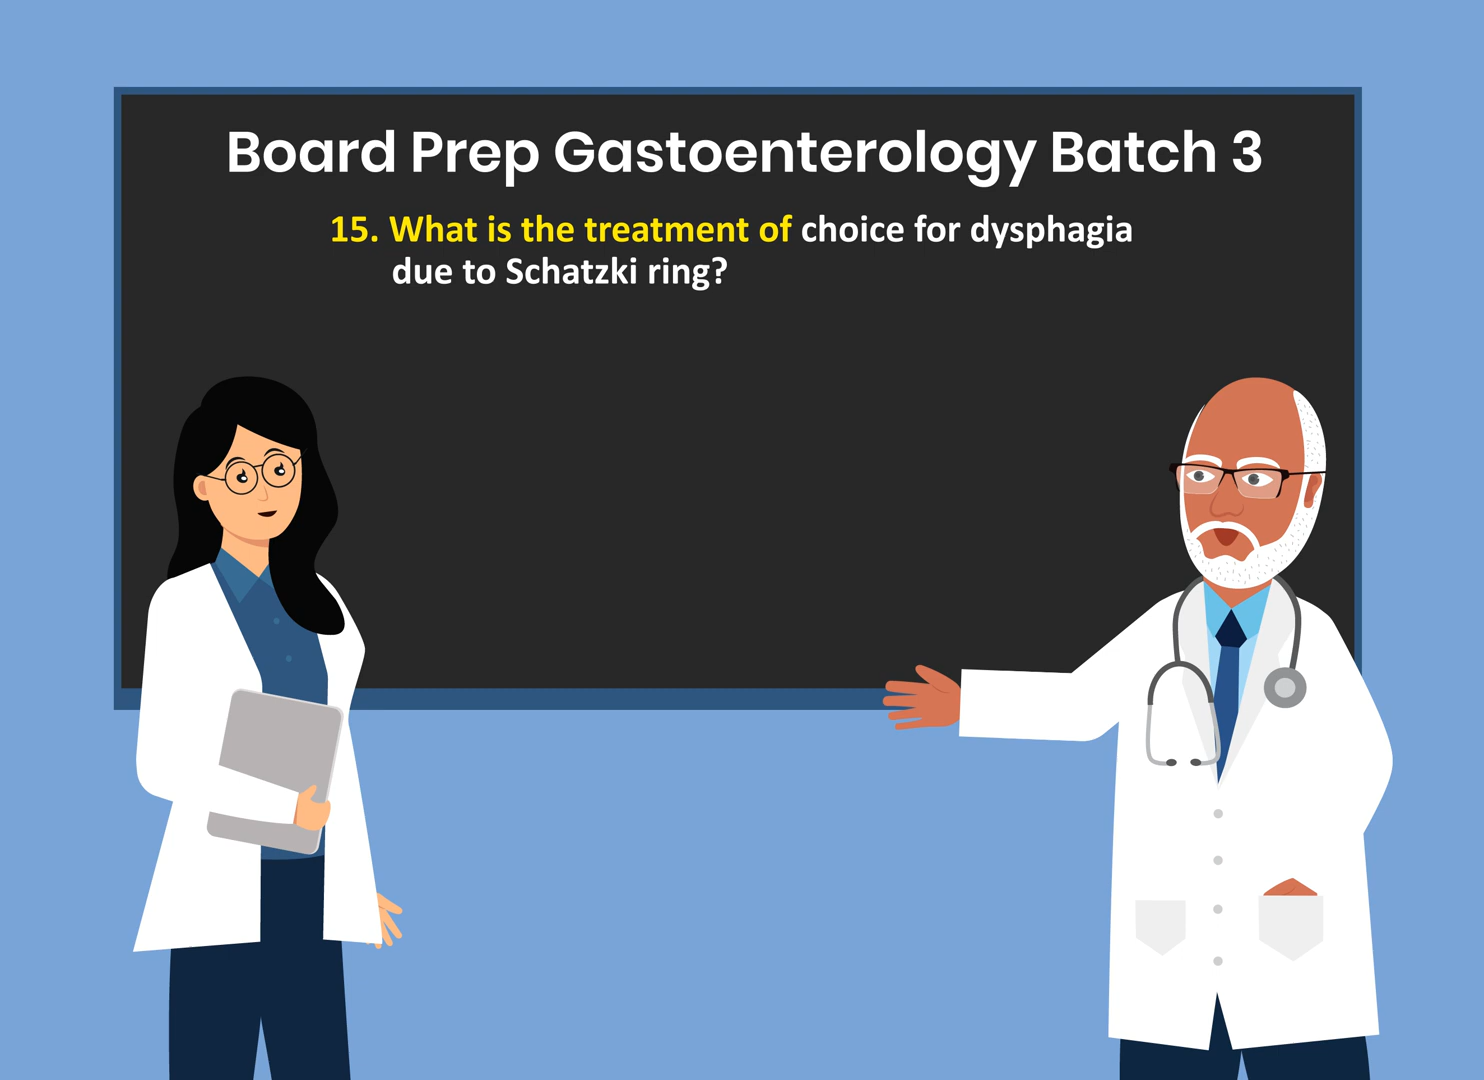 Board Prep Gastoenterology Batch 3
15. What is the treatment of choice for dysphagia
due to Schatzki ring?